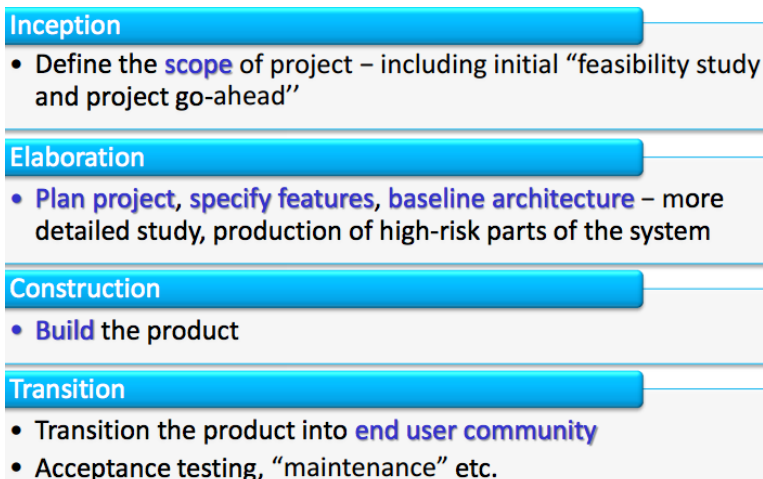 Inception
• Define the scope of project – including initial “feasibility study
and project go-ahead’’
Elaboration
• Plan project, specify features, baseline architecture – more
detailed study, production of high-risk parts of the system
Construction
• Build the product
Transition
• Transition the product into end user community
• Acceptance testing, “maintenance” etc.